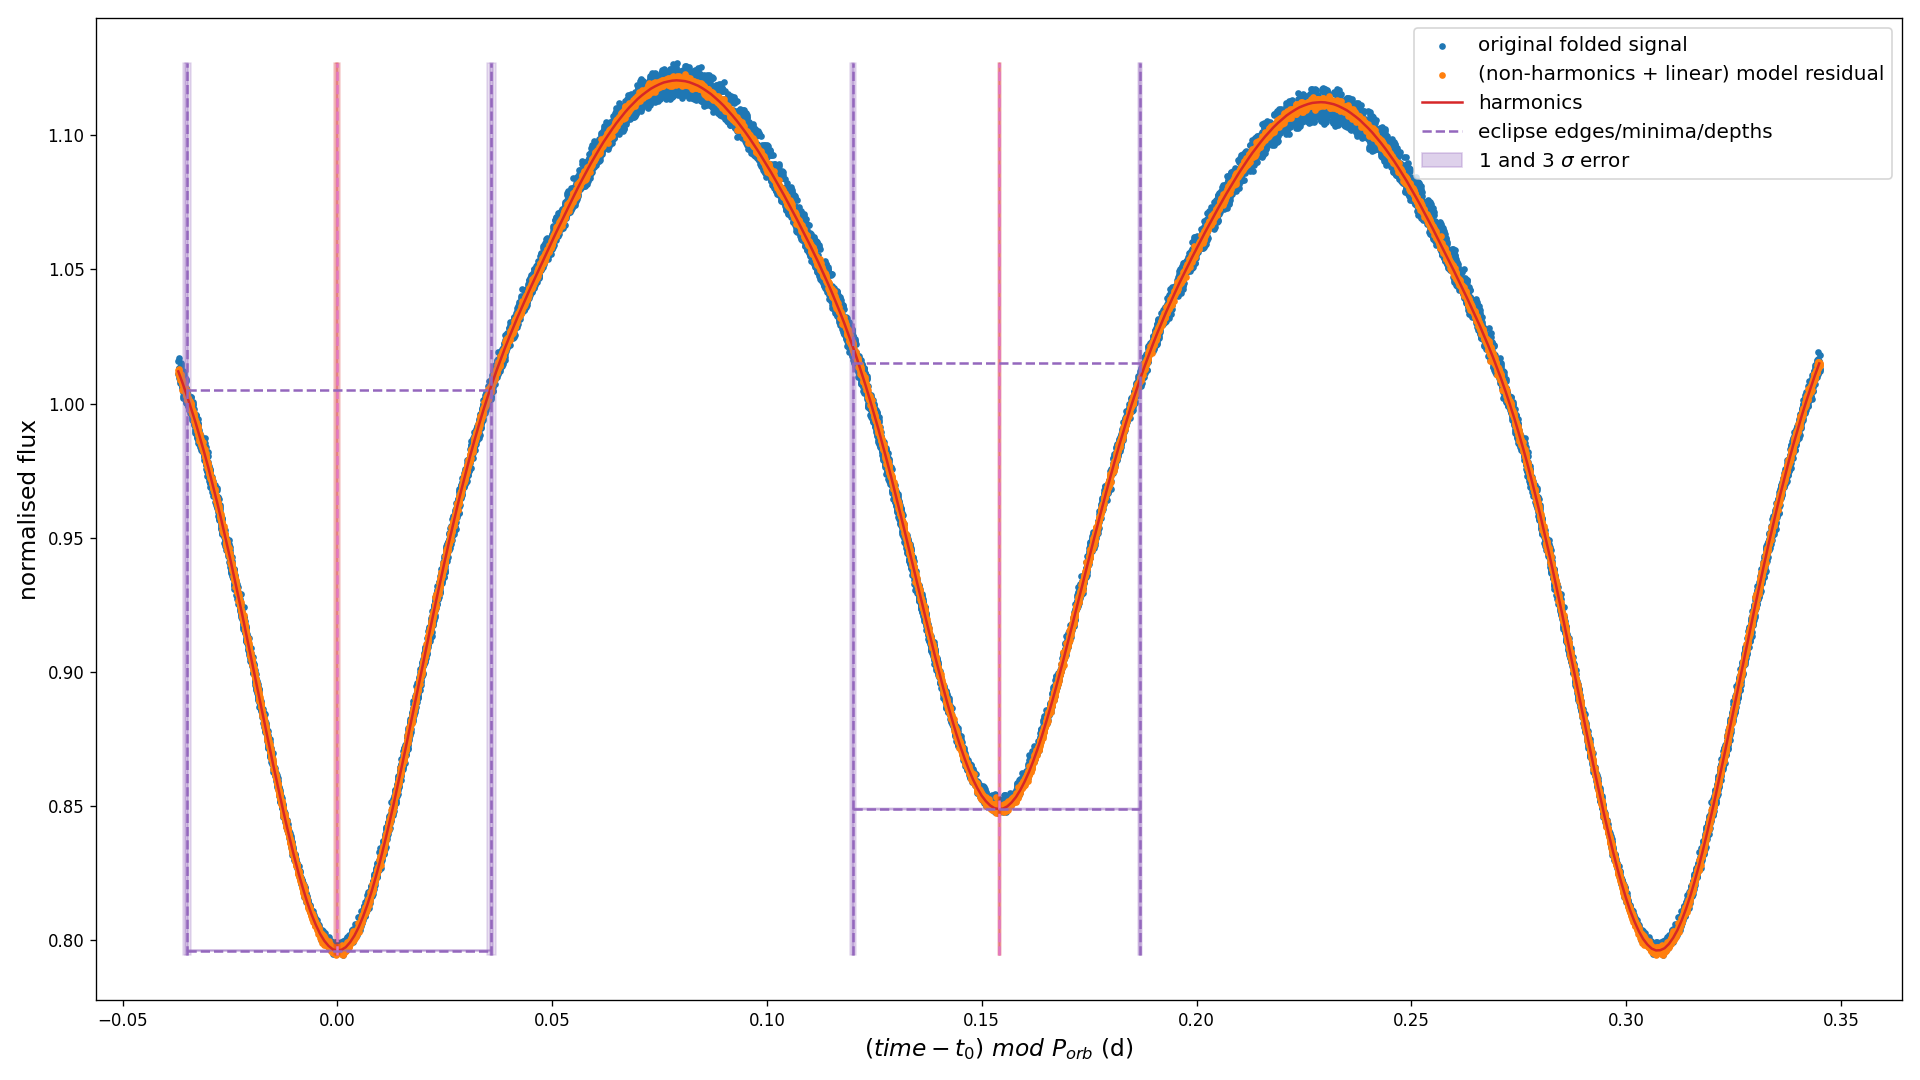 original folded signal
(non-harmonics + linear) model residual
harmonics
eclipse edges/minima/depths
1 and 3 σ error
normalised flux
1.10
1.05
1.00
0.95
0.90
0.85
0.80
−0.05 0.00 0.05 0.10 0.15 0.20 0.25 0.30 0.35
(time − t₀) mod Pₒᵣb (d)